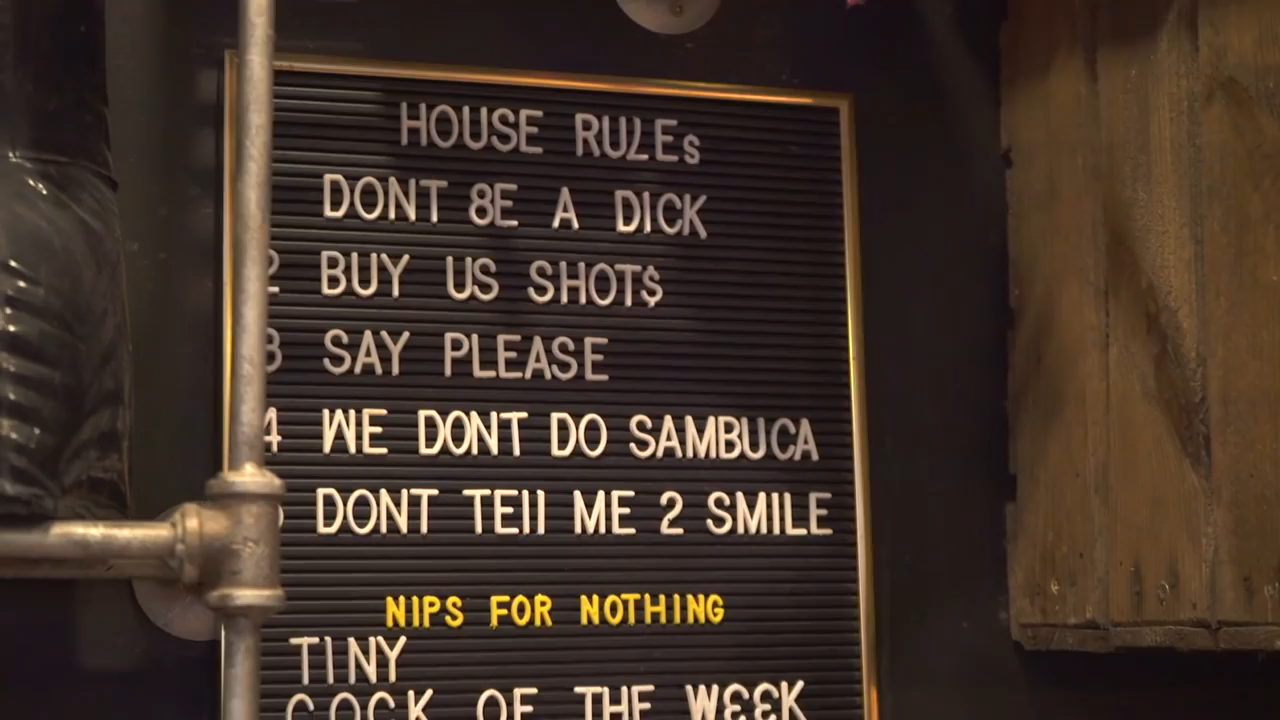 HOUSE RULEs
DONT 8E A DICK
2 BUY US SHOT$
3 SAY PLEASE
4 WE DONT DO SAMBUCA
DONT TEll ME 2 SMILE
NIPS FOR NOTHING
TINY
COCK OF THE WEEK